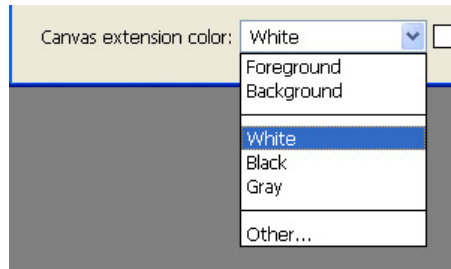 Canvas extension color: White
Foreground
Background
White
Black
Gray
Other...